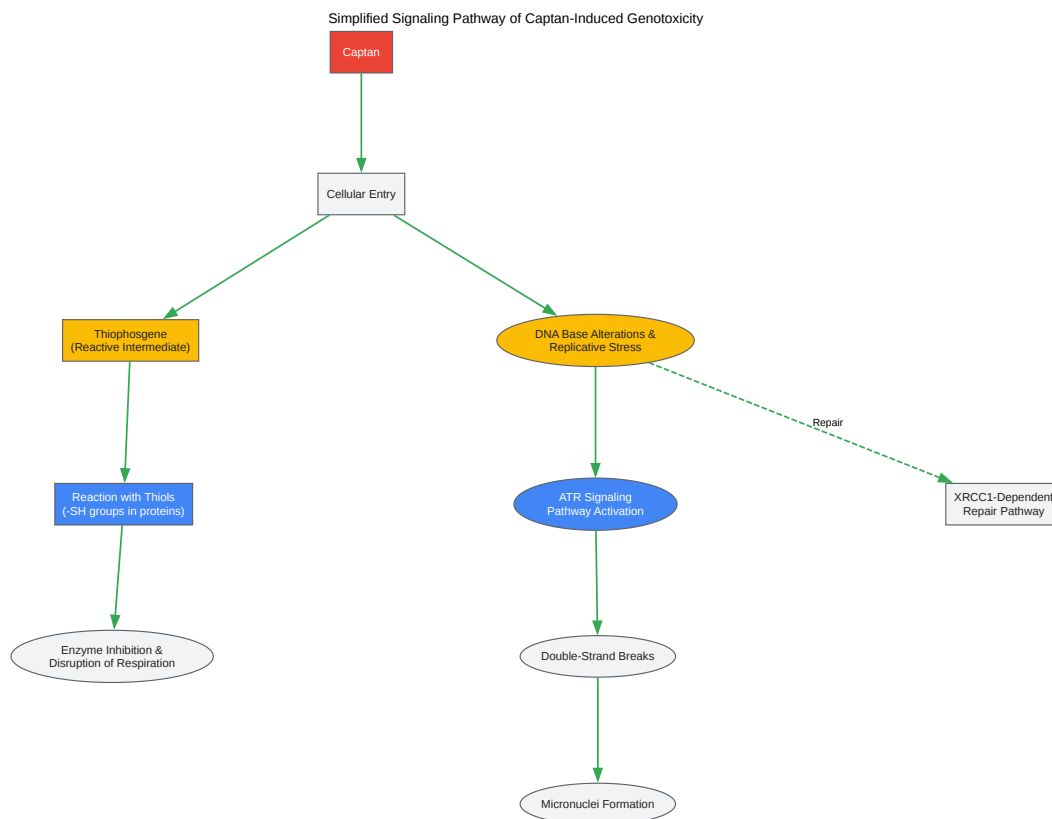 Simplified Signaling Pathway of Captan-Induced Genotoxicity
Captan
Cellular Entry
Thiophosgene
(Reactive Intermediate)
DNA Base Alterations &
Replicative Stress
Repair
Reaction with Thiols
(-SH groups in proteins)
ATR Signaling
Pathway Activation
XRCC1-Dependent
Repair Pathway
Enzyme Inhibition &
Disruption of Respiration
Double-Strand Breaks
Micronuclei Formation